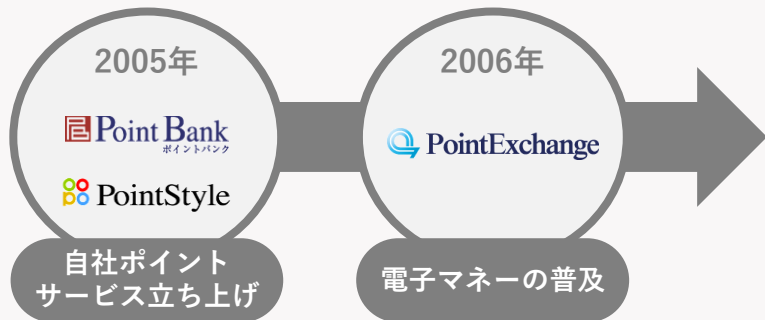 2005年
Point Bank
ポイントバンク
PointStyle
自社ポイント
サービス立ち上げ
2006年
PointExchange
電子マネーの普及